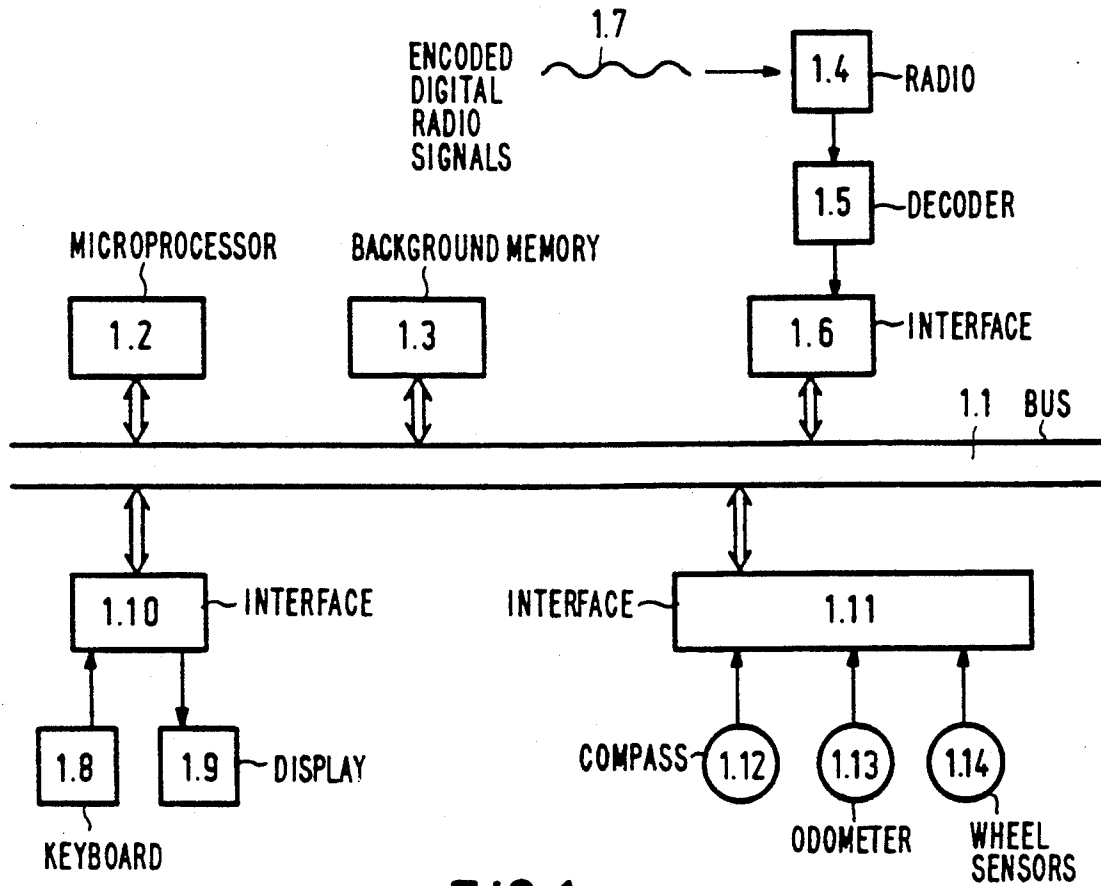 1.7
ENCODED
DIGITAL
RADIO
SIGNALS
1.4
RADIO
1.5
DECODER
MICROPROCESSOR
BACKGROUND MEMORY
1.2
1.3
1.6
INTERFACE
1.1 BUS
1.10
INTERFACE
INTERFACE
1.11
1.8
1.9
DISPLAY
COMPASS
1.12
1.13
1.14
KEYBOARD
ODOMETER
WHEEL
SENSORS